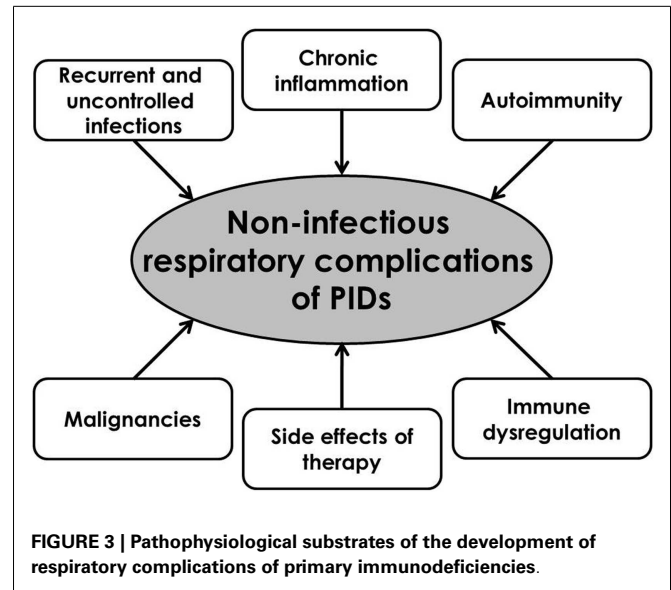 Recurrent and
uncontrolled
infections
Chronic
inflammation
Autoimmunity
Non-infectious
respiratory complications
of PIDs
Malignancies
Side effects of
therapy
Immune
dysregulation
FIGURE 3 | Pathophysiological substrates of the development of
respiratory complications of primary immunodeficiencies.